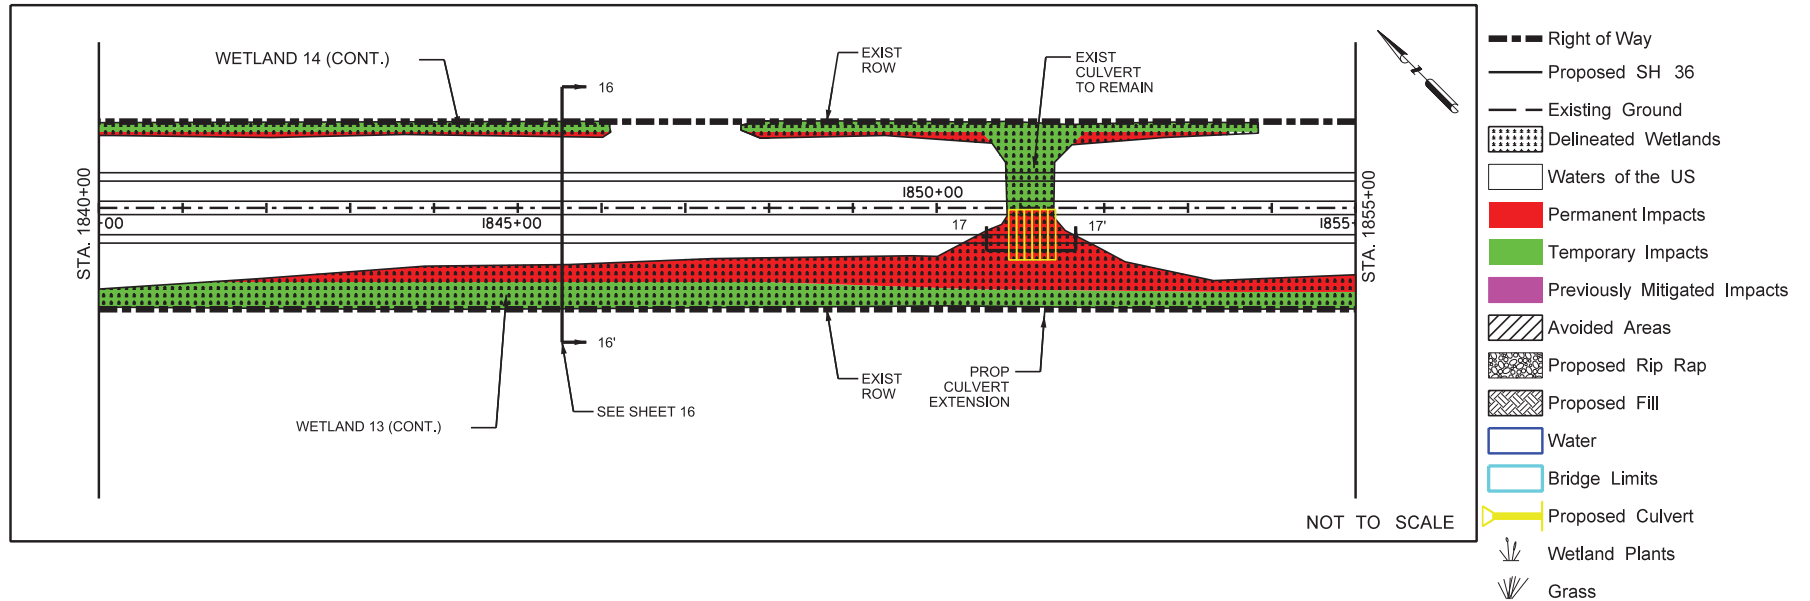 WETLAND 14 (CONT.)
EXIST
ROW
EXIST
CULVERT
TO REMAIN
16
N
STA. 1840+00
1850+00
STA. 1855+00
00
1845+00
17
17'
1855
16'
EXIST
ROW
PROP
CULVERT
EXTENSION
SEE SHEET 16
WETLAND 13 (CONT.)
NOT TO SCALE
Right of Way
Proposed SH 36
Existing Ground
Delineated Wetlands
Waters of the US
Permanent Impacts
Temporary Impacts
Previously Mitigated Impacts
Avoided Areas
Proposed Rip Rap
Proposed Fill
Water
Bridge Limits
Proposed Culvert
Wetland Plants
Grass